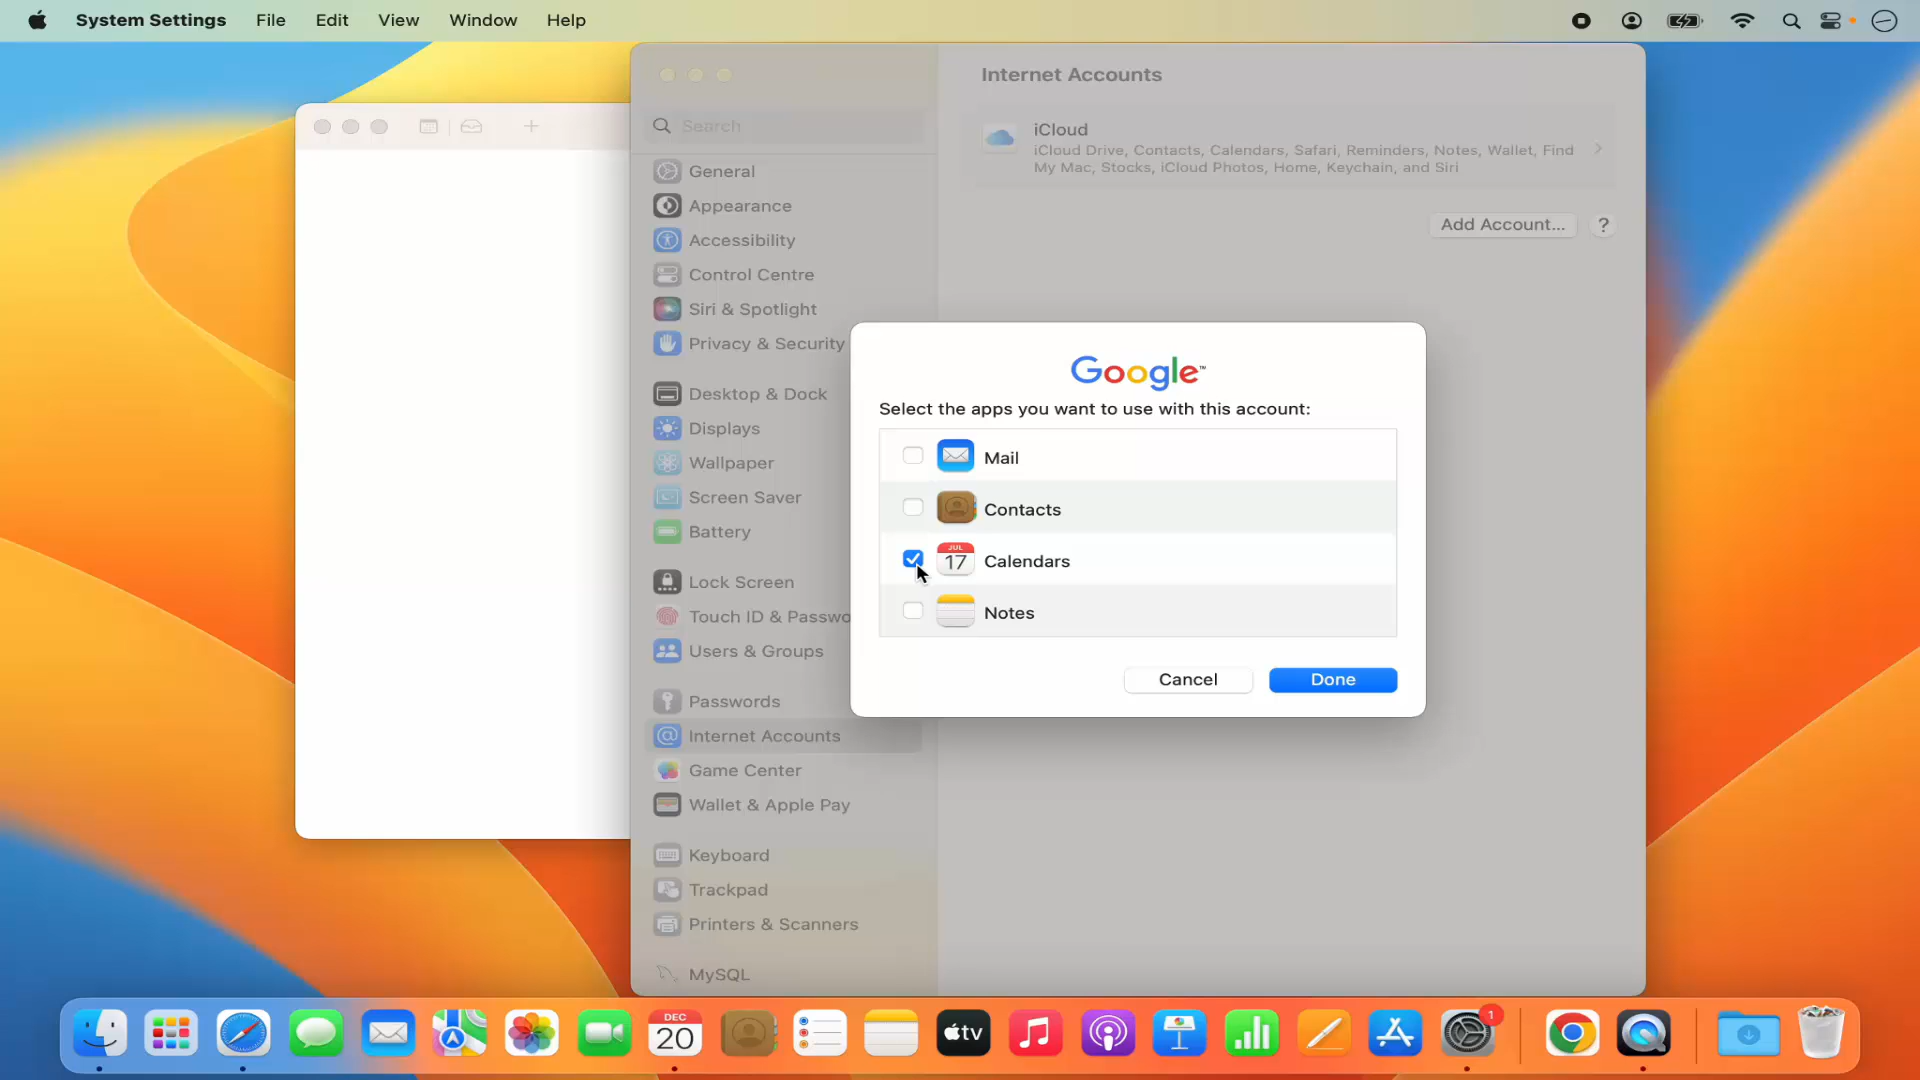 System Settings File Edit View Window Help
Internet Accounts
Search
iCloud
iCloud Drive, Contacts, Calendars, Safari, Reminders, Notes, Wallet, Find
My Mac, Stocks, iCloud Photos, Home, Keychain, and Siri
Add Account... ?
General
Appearance
Accessibility
Control Centre
Siri & Spotlight
Privacy & Security
Desktop & Dock
Displays
Wallpaper
Screen Saver
Battery
Lock Screen
Touch ID & Passwo
Users & Groups
Passwords
Internet Accounts
Game Center
Wallet & Apple Pay
Keyboard
Trackpad
Printers & Scanners
MySQL
Google™
Select the apps you want to use with this account:
Mail
Contacts
JUL
17
Calendars
Notes
Cancel Done
DEC
20
tv
1